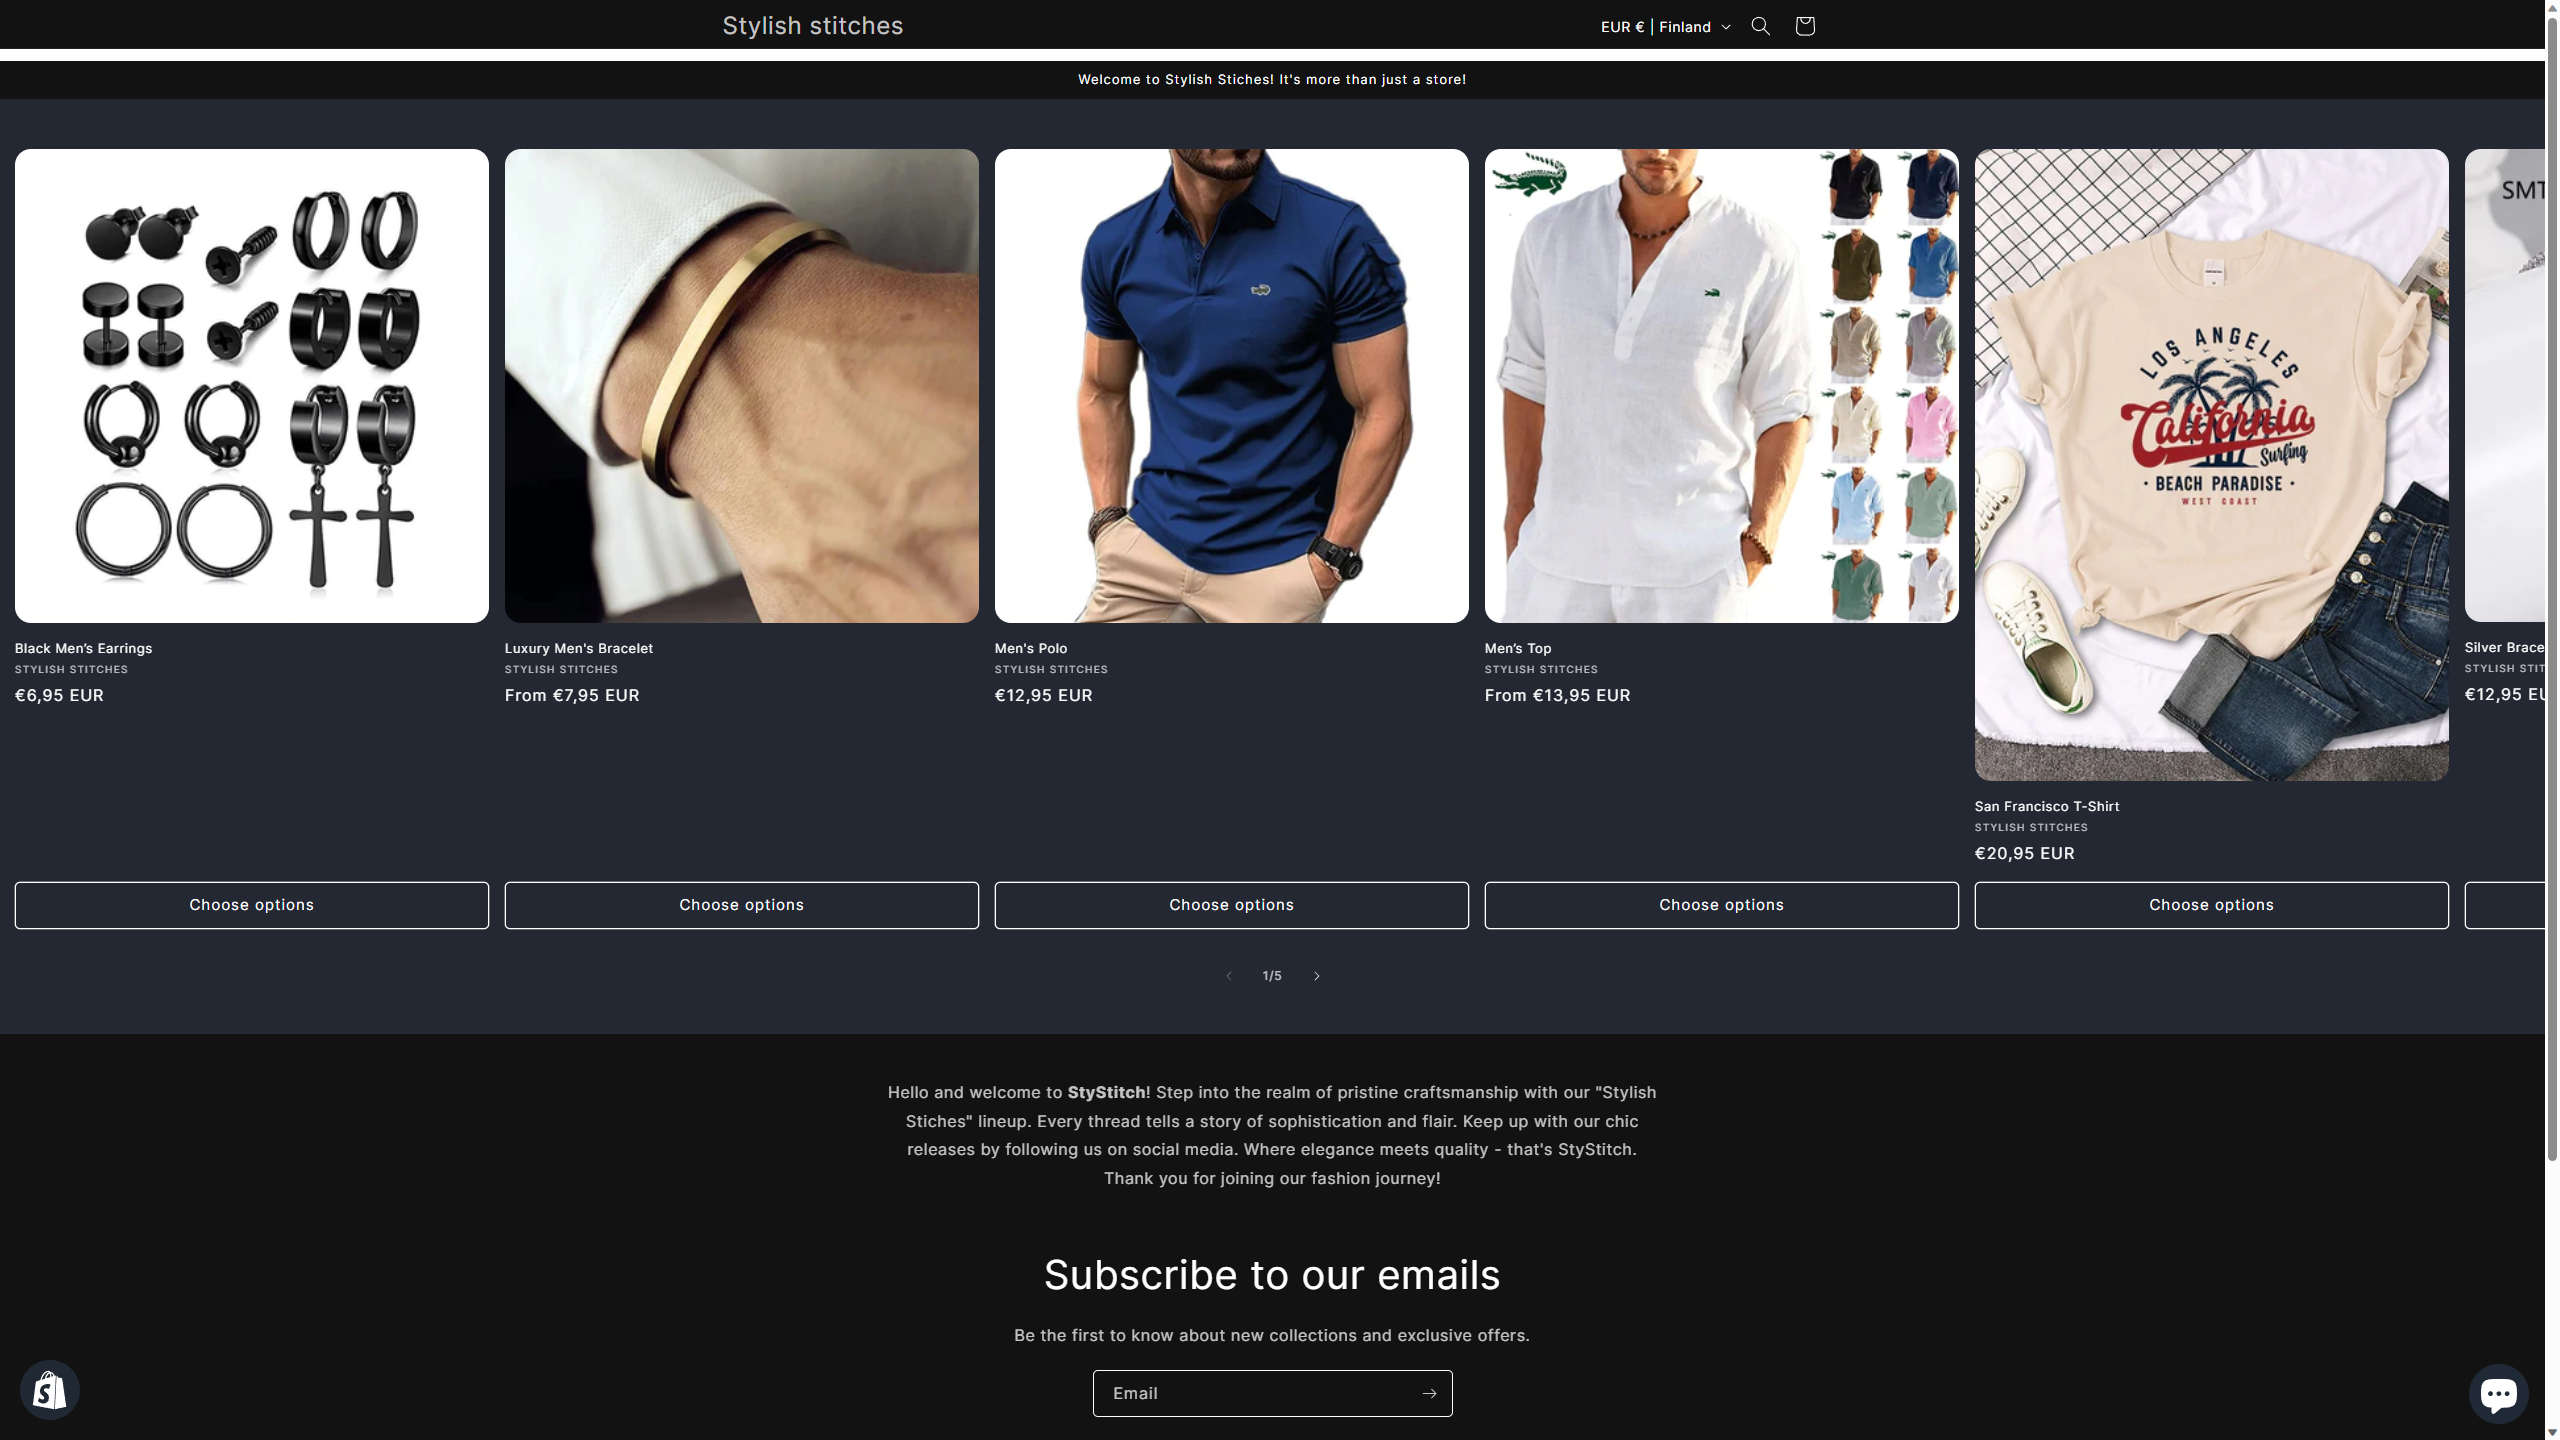 Stylish stitches
EUR € | Finland
Welcome to Stylish Stiches! It's more than just a store!
SMT
LOS ANGELES
California
Surfing
· BEACH PARADISE ·
WEST COAST
Black Men’s Earrings
STYLISH STITCHES
€6,95 EUR
Luxury Men's Bracelet
STYLISH STITCHES
From €7,95 EUR
Men's Polo
STYLISH STITCHES
€12,95 EUR
Men’s Top
STYLISH STITCHES
From €13,95 EUR
San Francisco T-Shirt
STYLISH STITCHES
€20,95 EUR
Silver Brace
STYLISH STIT
€12,95 EU
Choose options
Choose options
Choose options
Choose options
Choose options
1/5
Hello and welcome to StyStitch! Step into the realm of pristine craftsmanship with our "Stylish
Stiches" lineup. Every thread tells a story of sophistication and flair. Keep up with our chic
releases by following us on social media. Where elegance meets quality - that's StyStitch.
Thank you for joining our fashion journey!
Subscribe to our emails
Be the first to know about new collections and exclusive offers.
Email